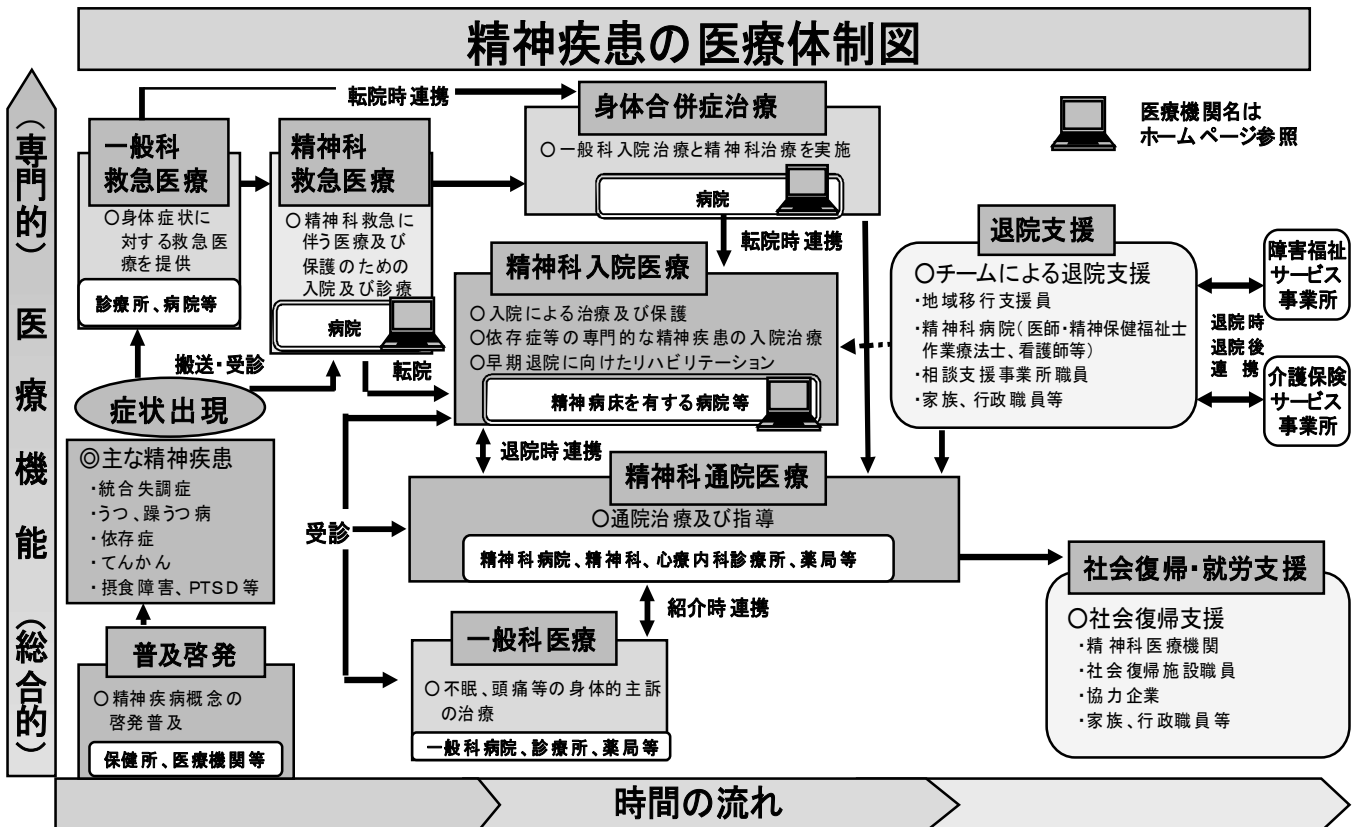 精神疾患の医療体制図
(専門的) 医療機能 (総合的)
転院時連携
医療機関名は
ホームページ参照
一般科
救急医療
〇身体症状に
対する救急医
療を提供
診療所、病院等
精神科
救急医療
〇精神科救急に
伴う医療及び
保護のための
入院及び診療
病院
身体合併症治療
〇一般科入院治療と精神科治療を実施
病院
転院時連携
精神科入院医療
〇入院による治療及び保護
〇依存症等の専門的な精神疾患の入院治療
〇早期退院に向けたリハビリテーション
精神病床を有する病院等
退院支援
〇チームによる退院支援
・地域移行支援員
・精神科病院(医師・精神保健福祉士
作業療法士、看護師等)
・相談支援事業所職員
・家族、行政職員等
障害福祉
サービス
事業所
退院時
退院後
連携
介護保険
サービス
事業所
搬送・受診
転院
症状出現
◎主な精神疾患
・統合失調症
・うつ、躁うつ病
・依存症
・てんかん
・摂食障害、PTSD等
退院時連携
受診
精神科通院医療
〇通院治療及び指導
精神科病院、精神科、心療内科診療所、薬局等
紹介時連携
普及啓発
〇精神疾病概念の
啓発普及
保健所、医療機関等
一般科医療
〇不眠、頭痛等の身体的主訴
の治療
一般科病院、診療所、薬局等
社会復帰・就労支援
〇社会復帰支援
・精神科医療機関
・社会復帰施設職員
・協力企業
・家族、行政職員等
時間の流れ